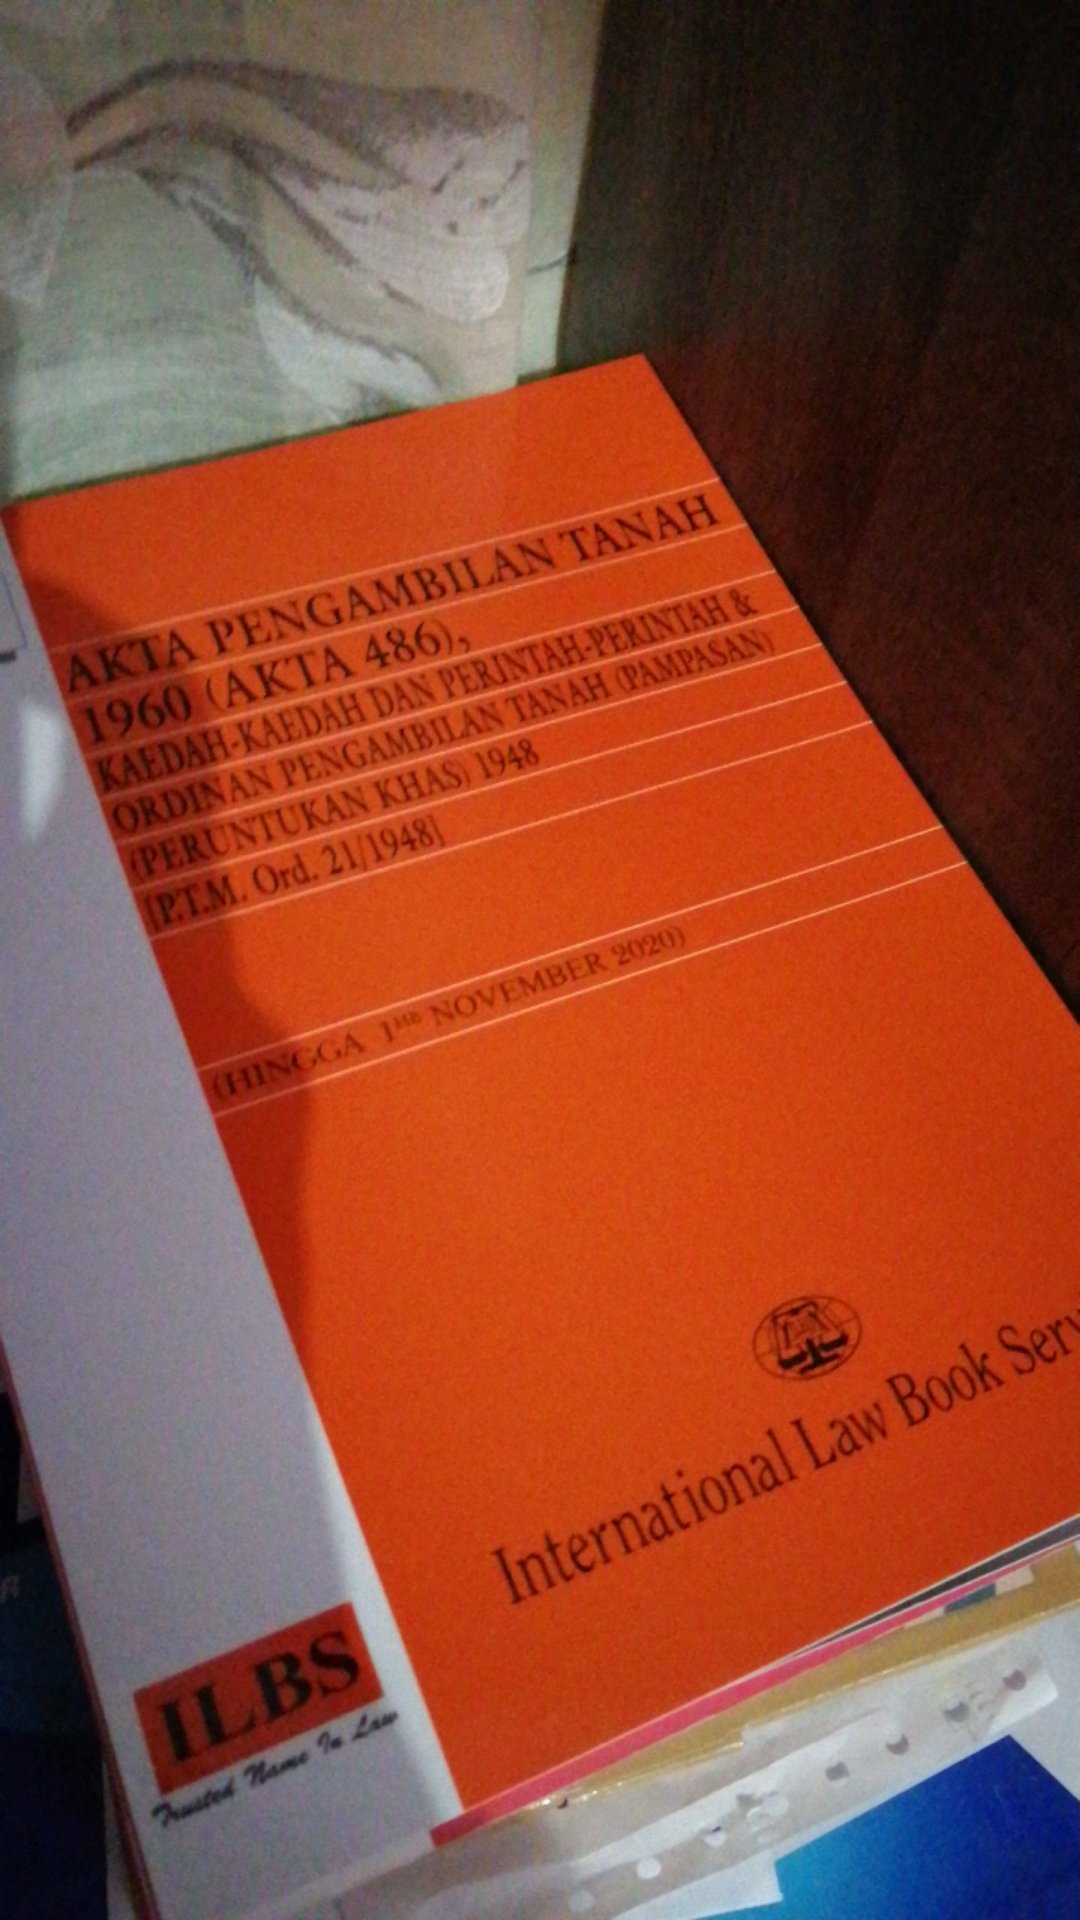 AKTA PENGAMBILAN TANAH
1960 (AKTA 486),
KAEDAH-KAEDAH DAN PERINTAH-PERINTAH &
ORDINAN PENGAMBILAN TANAH (PAMPASAN)
(PERUNTUKAN KHAS) 1948
[P.T.M. Ord. 21/1948]
(HINGGA 1HB NOVEMBER 2020)
International Law Book Serv
ILBS
Trusted Name In Law